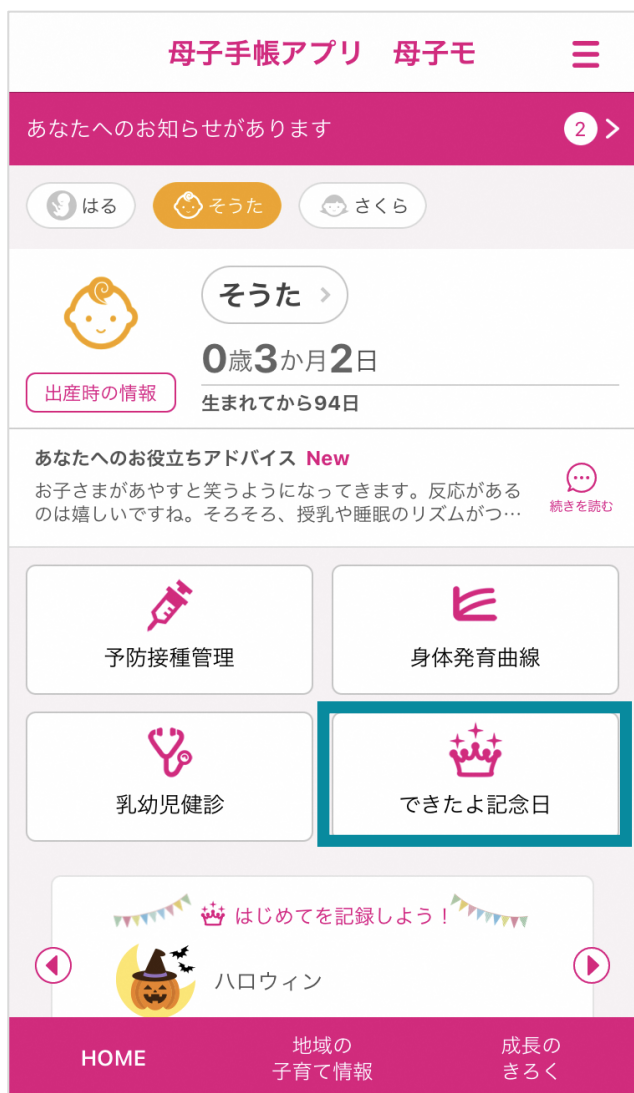 母子手帳アプリ　母子モ
あなたへのお知らせがあります
2
はる
そうた
さくら
そうた
0歳3か月2日
出産時の情報
生まれてから94日
あなたへのお役立ちアドバイス New
お子さまがあやすと笑うようになってきます。反応がある
のは嬉しいですね。そろそろ、授乳や睡眠のリズムがつ…
続きを読む
予防接種管理
身体発育曲線
乳幼児健診
できたよ記念日
はじめてを記録しよう！
ハロウィン
HOME
地域の
子育て情報
成長の
きろく